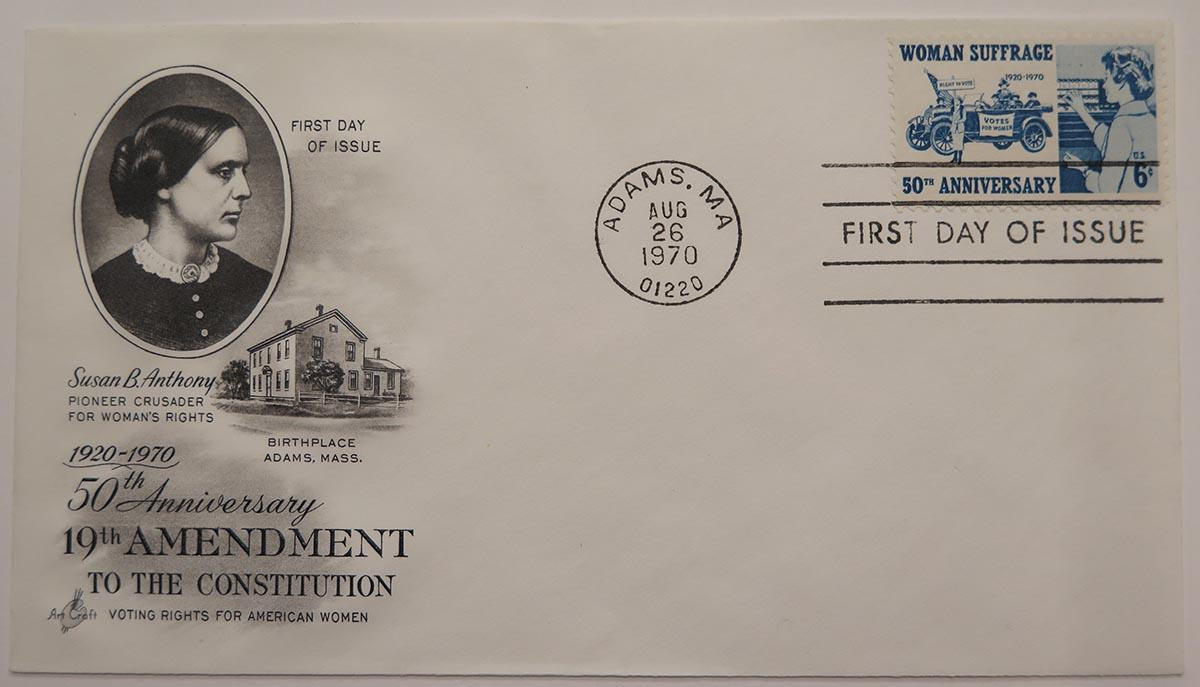 FIRST DAY
OF ISSUE
Susan B. Anthony
PIONEER CRUSADER
FOR WOMAN'S RIGHTS
BIRTHPLACE
ADAMS, MASS.
1920-1970
50th Anniversary
19th AMENDMENT
TO THE CONSTITUTION
Art Craft VOTING RIGHTS FOR AMERICAN WOMEN
ADAMS, MA
AUG
26
1970
01220
WOMAN SUFFRAGE
1920-1970
RIGHT TO VOTE
VOTES
FOR WOMEN
U.S.
6¢
50TH ANNIVERSARY
FIRST DAY OF ISSUE